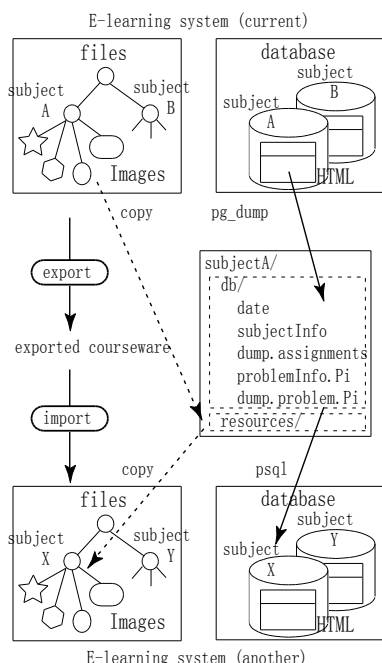 E-learning system (current)
files
subject
A
subject
B
Images
database
subject
B
subject
A
HTML
copy
pg_dump
export
exported courseware
import
subjectA/
db/
date
subjectInfo
dump.assignments
problemInfo.Pi
dump.problem.Pi
resources/
copy
psql
files
subject
X
subject
Y
Images
database
subject
Y
subject
X
HTML
E-learning system (another)